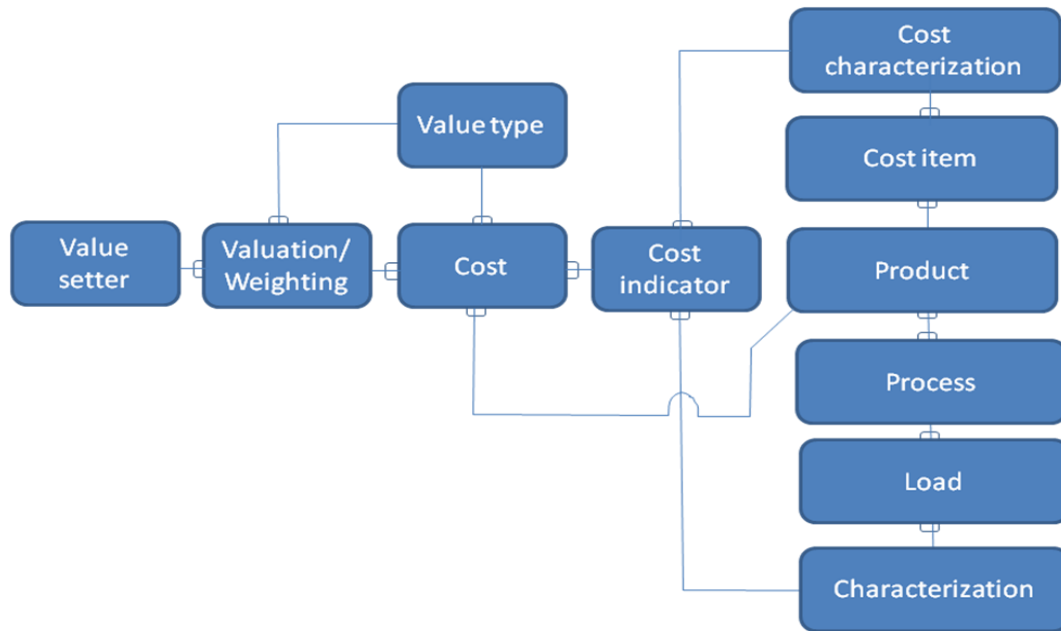 Cost
characterization
Value type
Cost item
Value
setter
Valuation/
Weighting
Cost
Cost
indicator
Product
Process
Load
Characterization